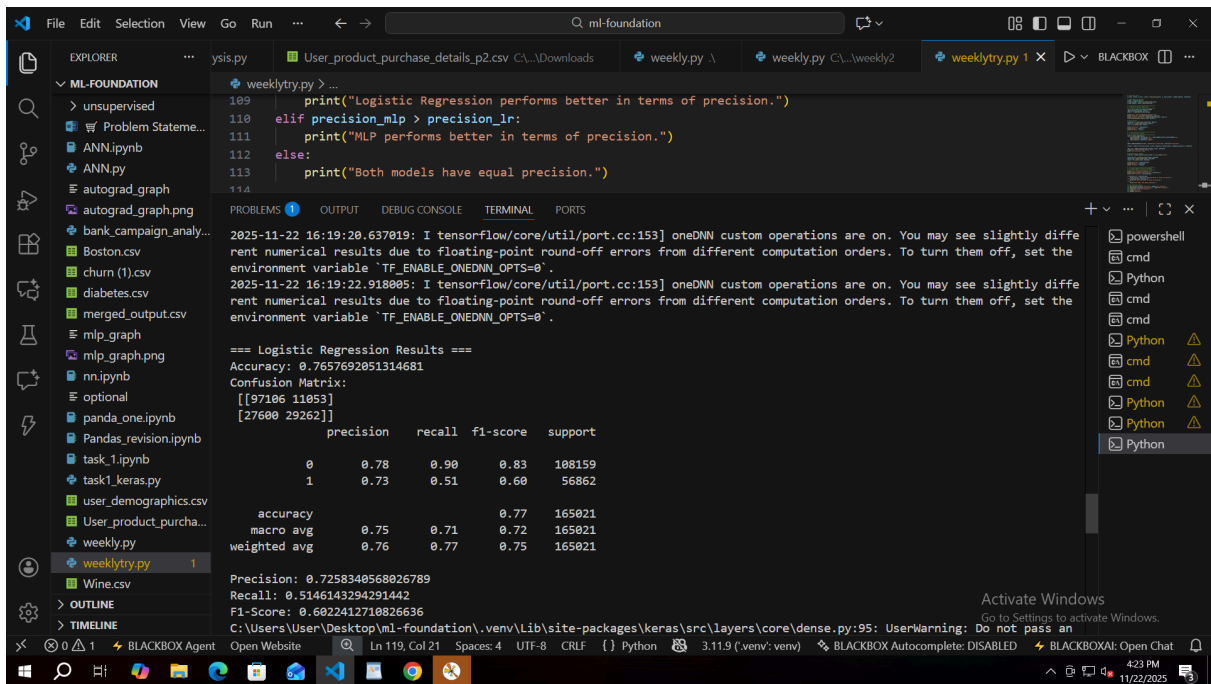 File Edit Selection View Go Run ··· ml-foundation
EXPLORER ···
ML-FOUNDATION
unsupervised
Problem Stateme...
ANN.ipynb
ANN.py
autograd_graph
autograd_graph.png
bank_campaign_analy...
Boston.csv
churn (1).csv
diabetes.csv
merged_output.csv
mlp_graph
mlp_graph.png
nn.ipynb
optional
panda_one.ipynb
Pandas_revision.ipynb
task_1.ipynb
task1_keras.py
user_demographics.csv
User_product_purcha...
weekly.py
weeklytry.py 1
Wine.csv
OUTLINE
TIMELINE
ysis.py User_product_purchase_details_p2.csv C:\...\Downloads weekly.py .\ weekly.py C:\...\weekly2 weeklytry.py 1 BLACKBOX ···
weeklytry.py > ...
109 print("Logistic Regression performs better in terms of precision.")
110 elif precision_mlp > precision_lr:
111 print("MLP performs better in terms of precision.")
112 else:
113 print("Both models have equal precision.")
114
PROBLEMS 1 OUTPUT DEBUG CONSOLE TERMINAL PORTS
2025-11-22 16:19:20.637019: I tensorflow/core/util/port.cc:153] oneDNN custom operations are on. You may see slightly diffe
rent numerical results due to floating-point round-off errors from different computation orders. To turn them off, set the
environment variable `TF_ENABLE_ONEDNN_OPTS=0`.
2025-11-22 16:19:22.918005: I tensorflow/core/util/port.cc:153] oneDNN custom operations are on. You may see slightly diffe
rent numerical results due to floating-point round-off errors from different computation orders. To turn them off, set the
environment variable `TF_ENABLE_ONEDNN_OPTS=0`.
=== Logistic Regression Results ===
Accuracy: 0.7657692051314681
Confusion Matrix:
[[97106 11053]
[27600 29262]]
precision recall f1-score support
0 0.78 0.90 0.83 108159
1 0.73 0.51 0.60 56862
accuracy 0.77 165021
macro avg 0.75 0.71 0.72 165021
weighted avg 0.76 0.77 0.75 165021
Precision: 0.7258340568026789
Recall: 0.5146143294291442
F1-Score: 0.6022412710826636
C:\Users\User\Desktop\ml-foundation\.venv\Lib\site-packages\keras\src\layers\core\dense.py:95: UserWarning: Do not pass an
powershell
cmd
Python
cmd
cmd
Python
cmd
cmd
Python
Python
Python
Activate Windows
Go to Settings to activate Windows.
0 1 BLACKBOX Agent Open Website Ln 119, Col 21 Spaces: 4 UTF-8 CRLF { } Python 3.11.9 ('.venv': venv) BLACKBOX Autocomplete: DISABLED BLACKBOXAI: Open Chat
4:23 PM
11/22/2025
3